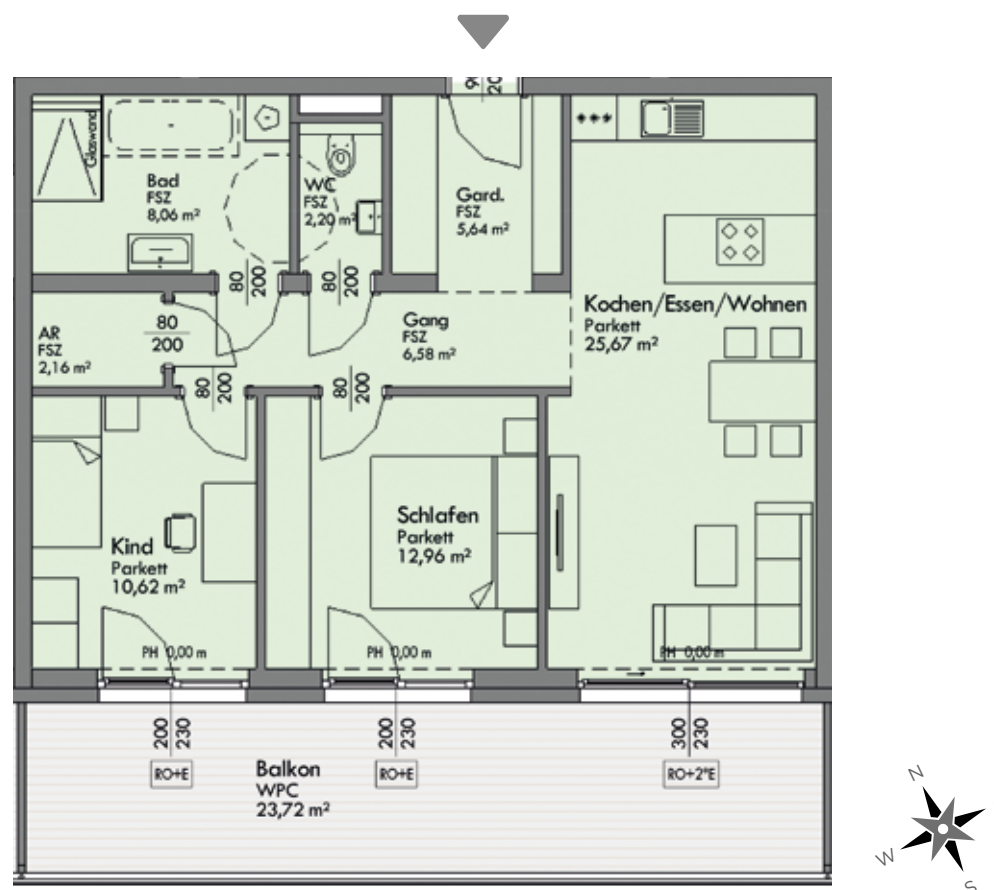 90
20
Glaswand
Bad
FSZ
8,06 m²
WC
FSZ
2,20 m²
Gard.
FSZ
5,64 m²
80
200
80
200
Kochen/Essen/Wohnen
Parkett
25,67 m²
AR
FSZ
2,16 m²
80
200
Gang
FSZ
6,58 m²
80
200
80
200
Kind
Parkett
10,62 m²
Schlafen
Parkett
12,96 m²
PH 0,00 m
PH 0,00 m
PH 0,00 m
200
230
200
230
300
230
RO+E
RO+E
RO+2*E
Balkon
WPC
23,72 m²
N
W
S